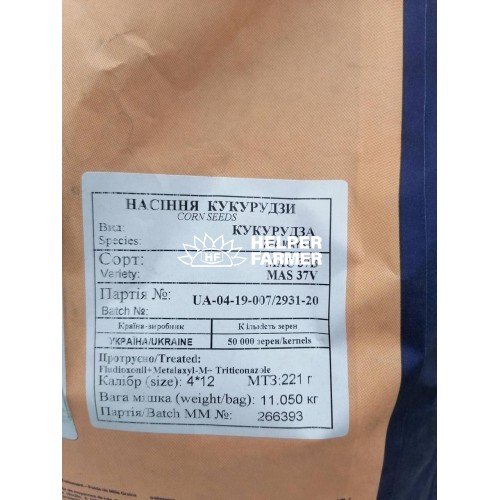 НАСІННЯ КУКУРУДЗИ
CORN SEEDS
Вид: КУКУРУДЗА
Species:
HELPER
FARMER
HF
Сорт:
Variety: MAS 37V
Партія №: UA-04-19-007/2931-20
Batch №:
Країна-виробник Кількість зерен
УКРАЇНА/UKRAINE 50 000 зерен/kernels
Протруєно/Treated:
Fludioxonil+Metalaxyl-M+ Triticonazole
Калібр (size): 4*12 МТЗ:221 г
Вага мішка (weight/bag): 11.050 кг
Партія/Batch ММ №: 266393